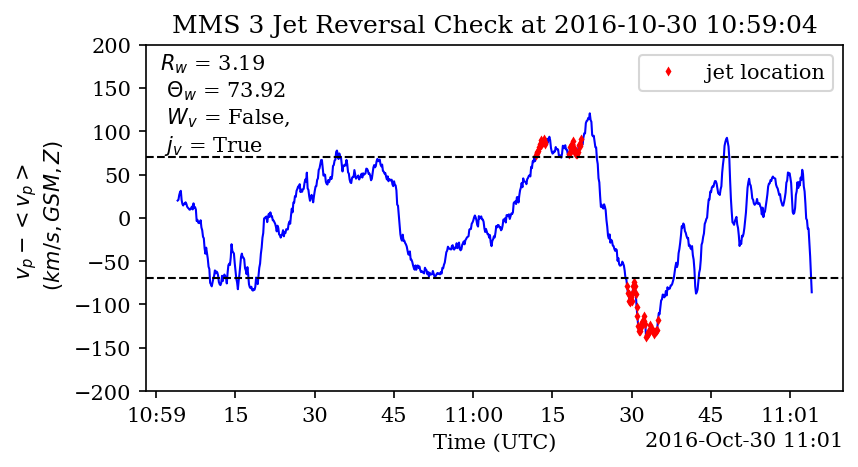 MMS 3 Jet Reversal Check at 2016-10-30 10:59:04
R_w = 3.19
Θ_w = 73.92
W_v = False,
j_v = True
jet location
200
150
100
50
0
−50
−100
−150
−200
v_p − < v_p >
(km/s, GSM, Z)
10:59 15 30 45 11:00 15 30 45 11:01
Time (UTC)
2016-Oct-30 11:01